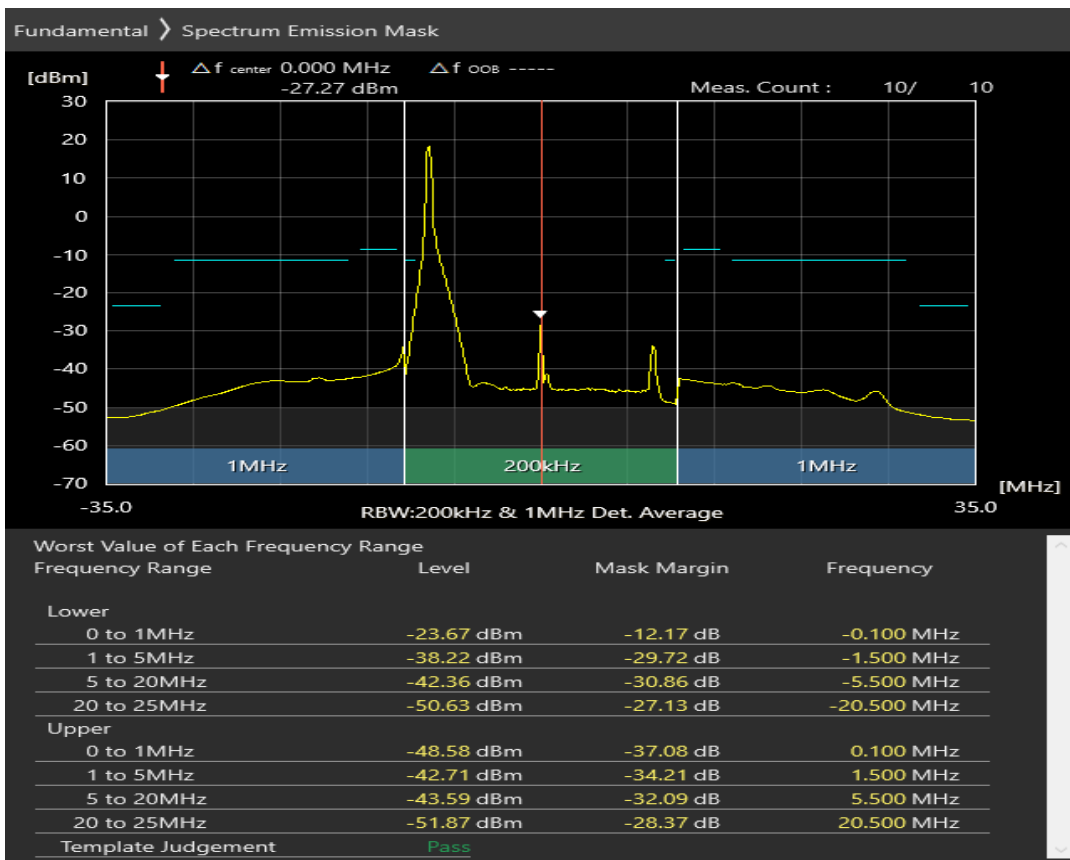 Fundamental 〉 Spectrum Emission Mask
[dBm] △f center 0.000 MHz △f OOB -----
-27.27 dBm Meas. Count : 10/ 10
30
20
10
0
-10
-20
-30
-40
-50
-60
1MHz 200kHz 1MHz
-70
[MHz]
-35.0 RBW:200kHz & 1MHz Det. Average 35.0
Worst Value of Each Frequency Range
Frequency Range Level Mask Margin Frequency
Lower
0 to 1MHz -23.67 dBm -12.17 dB -0.100 MHz
1 to 5MHz -38.22 dBm -29.72 dB -1.500 MHz
5 to 20MHz -42.36 dBm -30.86 dB -5.500 MHz
20 to 25MHz -50.63 dBm -27.13 dB -20.500 MHz
Upper
0 to 1MHz -48.58 dBm -37.08 dB 0.100 MHz
1 to 5MHz -42.71 dBm -34.21 dB 1.500 MHz
5 to 20MHz -43.59 dBm -32.09 dB 5.500 MHz
20 to 25MHz -51.87 dBm -28.37 dB 20.500 MHz
Template Judgement Pass